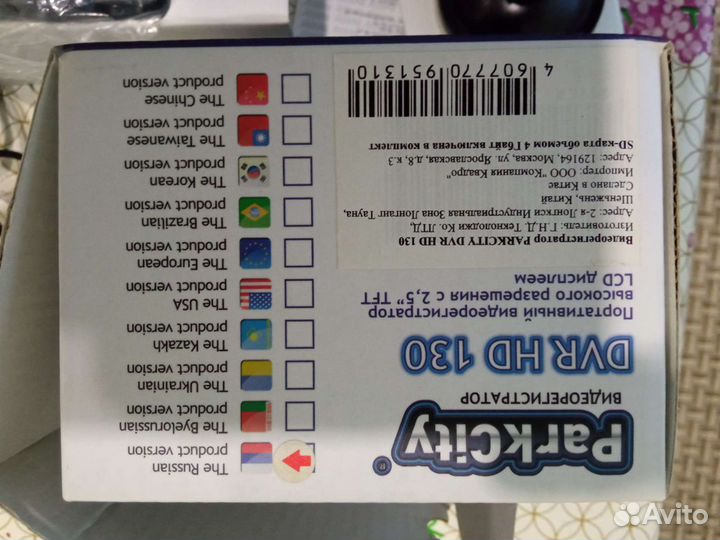 ParkCity®
ВИДЕОРЕГИСТРАТОР
DVR HD 130
Портативный видеорегистратор
высокого разрешения с 2,5” TFT
LCD дисплеем
Видеорегистратор PARKCITY DVR HD 130
Изготовитель: Г.Н.Д. Текнолоджи Ко. ЛТД.
Адрес: 2-я Лонгси Индустриальная Зона Лонгганг Тауна,
Шеньжень, Китай
Сделано в Китае
Импортер: ООО "Компания Квадро"
Адрес: 129164, Москва, ул. Ярославская, д.8, к.3
SD-карта объемом 4 Гбайт включена в комплект
4 607770 951310
The Russian
product version
The Byelorussian
product version
The Ukrainian
product version
The Kazakh
product version
The USA
product version
The European
product version
The Brazilian
product version
The Korean
product version
The Taiwanese
product version
The Chinese
product version
Avito